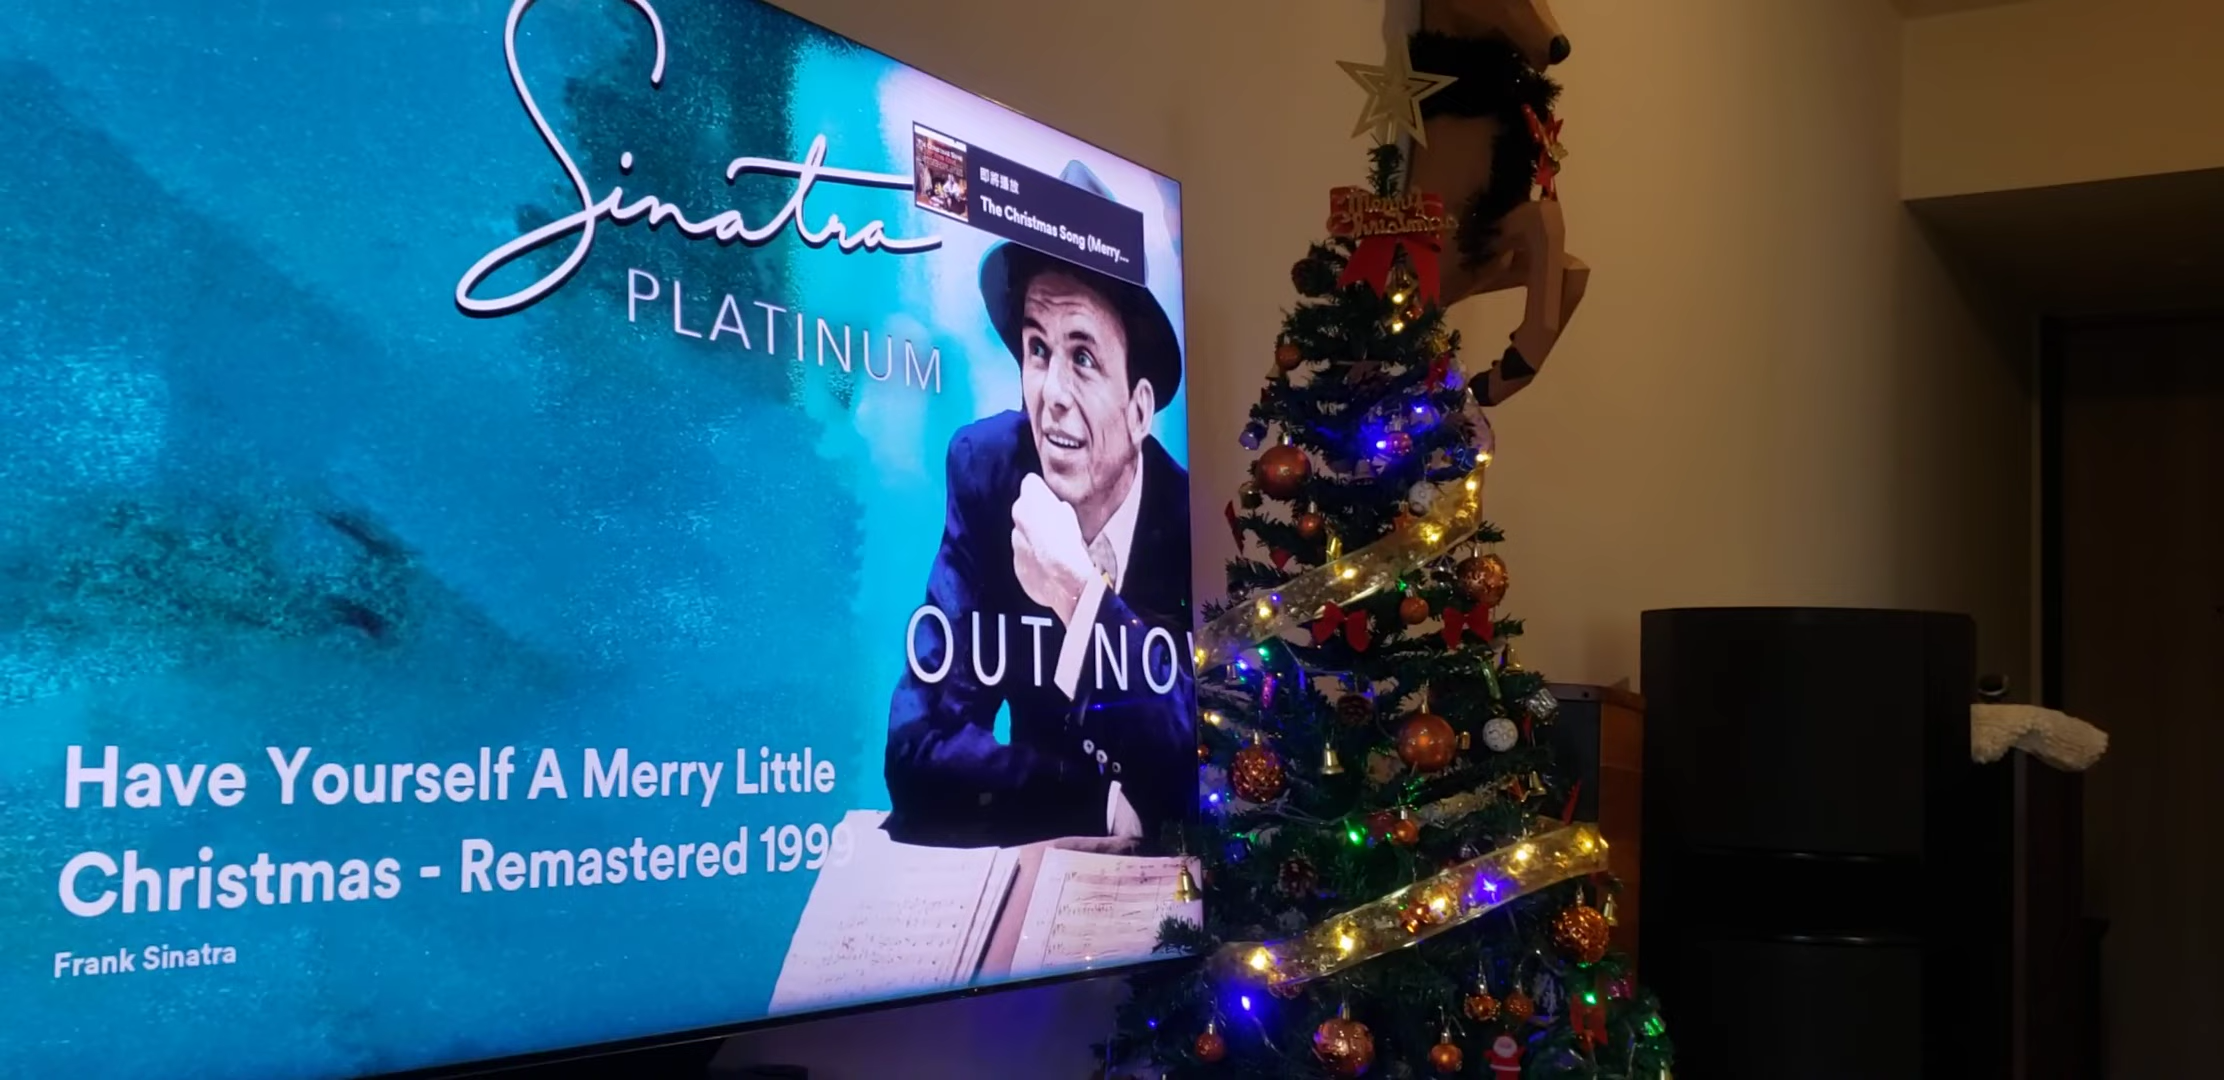 Sinatra
PLATINUM
即將播放
The Christmas Song (Merry...
Merry
Christmas
OUT NO
Have Yourself A Merry Little
Christmas - Remastered 1999
Frank Sinatra